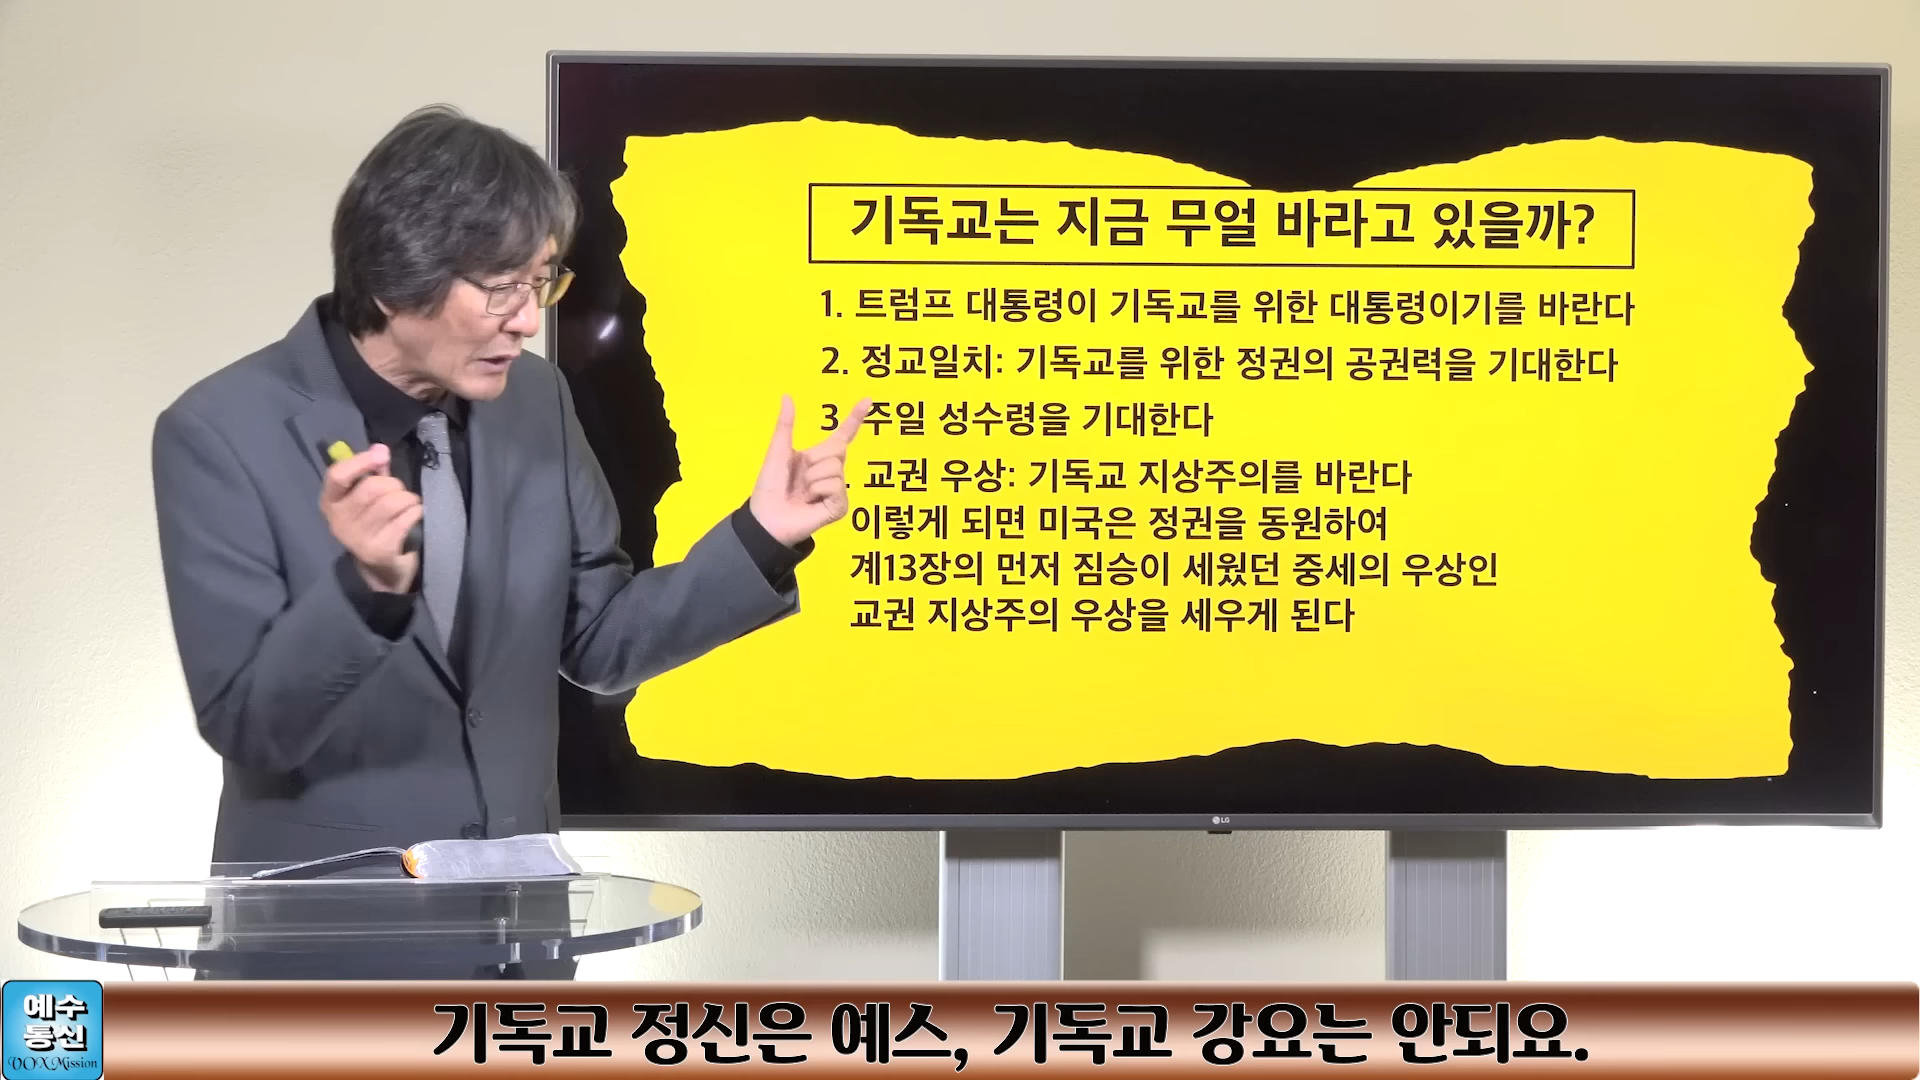 기독교는 지금 무얼 바라고 있을까?
1. 트럼프 대통령이 기독교를 위한 대통령이기를 바란다
2. 정교일치: 기독교를 위한 정권의 공권력을 기대한다
3. 주일 성수령을 기대한다
. 교권 우상: 기독교 지상주의를 바란다
이렇게 되면 미국은 정권을 동원하여
계13장의 먼저 짐승이 세웠던 중세의 우상인
교권 지상주의 우상을 세우게 된다
LG
예수
통신
VOX Mission
기독교 정신은 예스, 기독교 강요는 안되요.